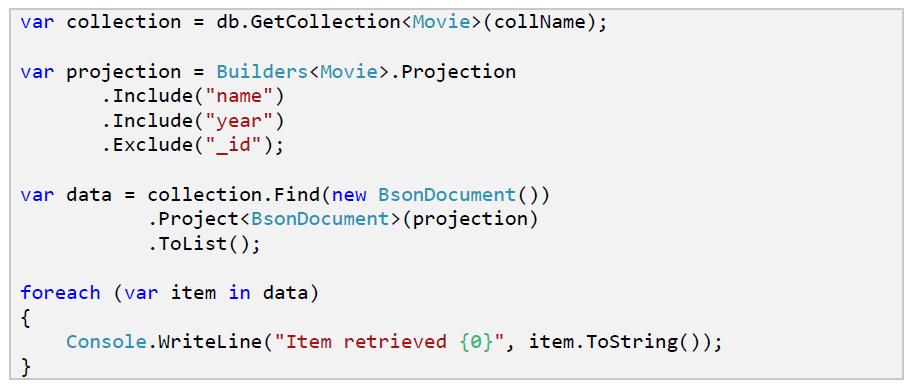 var collection = db.GetCollection<Movie>(collName);
var projection = Builders<Movie>.Projection
.Include("name")
.Include("year")
.Exclude("_id");
var data = collection.Find(new BsonDocument())
.Project<BsonDocument>(projection)
.ToList();
foreach (var item in data)
{
Console.WriteLine("Item retrieved {0}", item.ToString());
}